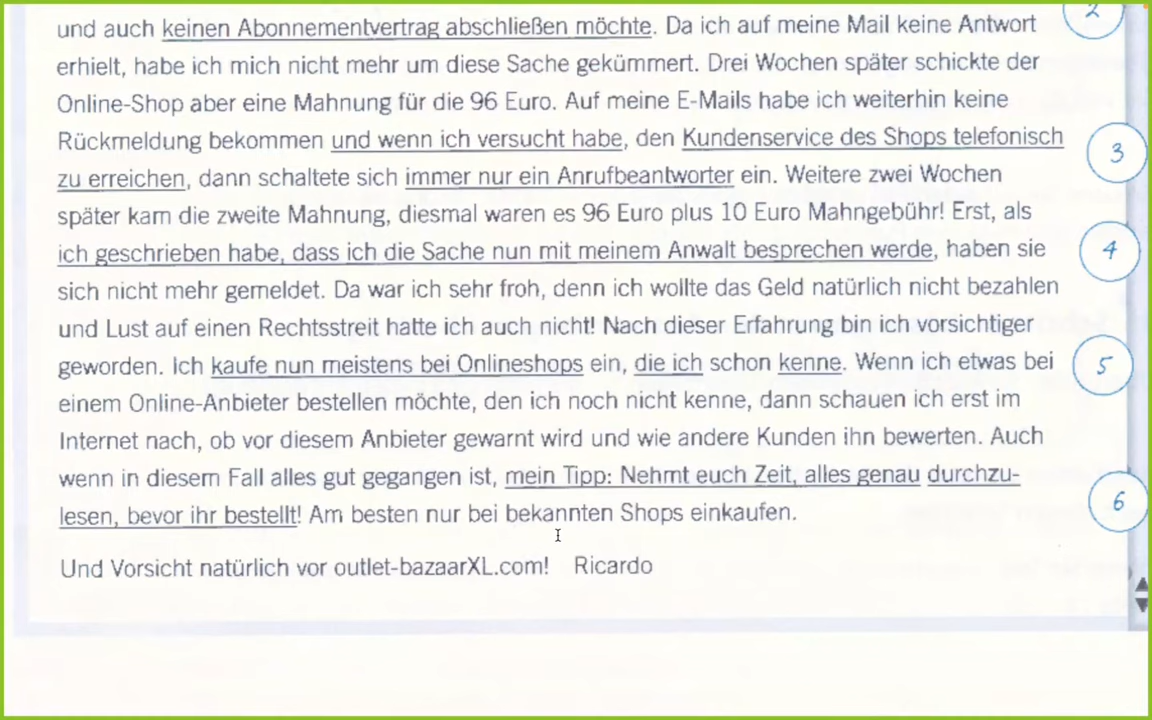 2
und auch keinen Abonnementvertrag abschließen möchte. Da ich auf meine Mail keine Antwort
erhielt, habe ich mich nicht mehr um diese Sache gekümmert. Drei Wochen später schickte der
Online-Shop aber eine Mahnung für die 96 Euro. Auf meine E-Mails habe ich weiterhin keine
Rückmeldung bekommen und wenn ich versucht habe, den Kundenservice des Shops telefonisch
3
zu erreichen, dann schaltete sich immer nur ein Anrufbeantworter ein. Weitere zwei Wochen
später kam die zweite Mahnung, diesmal waren es 96 Euro plus 10 Euro Mahngebühr! Erst, als
ich geschrieben habe, dass ich die Sache nun mit meinem Anwalt besprechen werde, haben sie
4
sich nicht mehr gemeldet. Da war ich sehr froh, denn ich wollte das Geld natürlich nicht bezahlen
und Lust auf einen Rechtsstreit hatte ich auch nicht! Nach dieser Erfahrung bin ich vorsichtiger
geworden. Ich kaufe nun meistens bei Onlineshops ein, die ich schon kenne. Wenn ich etwas bei
5
einem Online-Anbieter bestellen möchte, den ich noch nicht kenne, dann schauen ich erst im
Internet nach, ob vor diesem Anbieter gewarnt wird und wie andere Kunden ihn bewerten. Auch
wenn in diesem Fall alles gut gegangen ist, mein Tipp: Nehmt euch Zeit, alles genau durchzu-
6
lesen, bevor ihr bestellt! Am besten nur bei bekannten Shops einkaufen.
Und Vorsicht natürlich vor outlet-bazaarXL.com! Ricardo